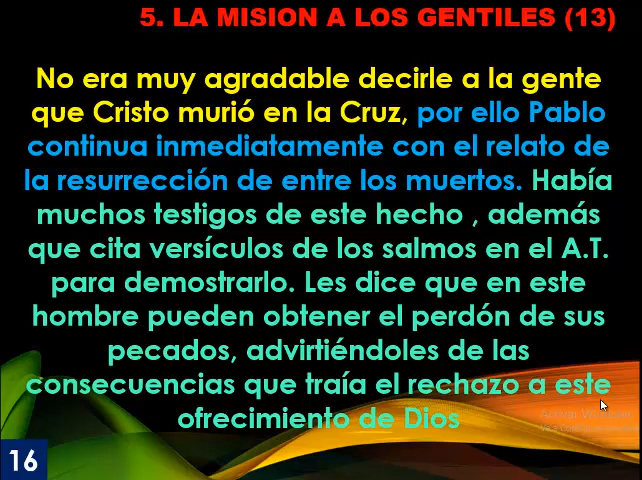 5. LA MISION A LOS GENTILES (13)
No era muy agradable decirle a la gente
que Cristo murió en la Cruz, por ello Pablo
continua inmediatamente con el relato de
la resurrección de entre los muertos. Había
muchos testigos de este hecho , además
que cita versículos de los salmos en el A.T.
para demostrarlo. Les dice que en este
hombre pueden obtener el perdón de sus
pecados, advirtiéndoles de las
consecuencias que traía el rechazo a este
ofrecimiento de Dios
16